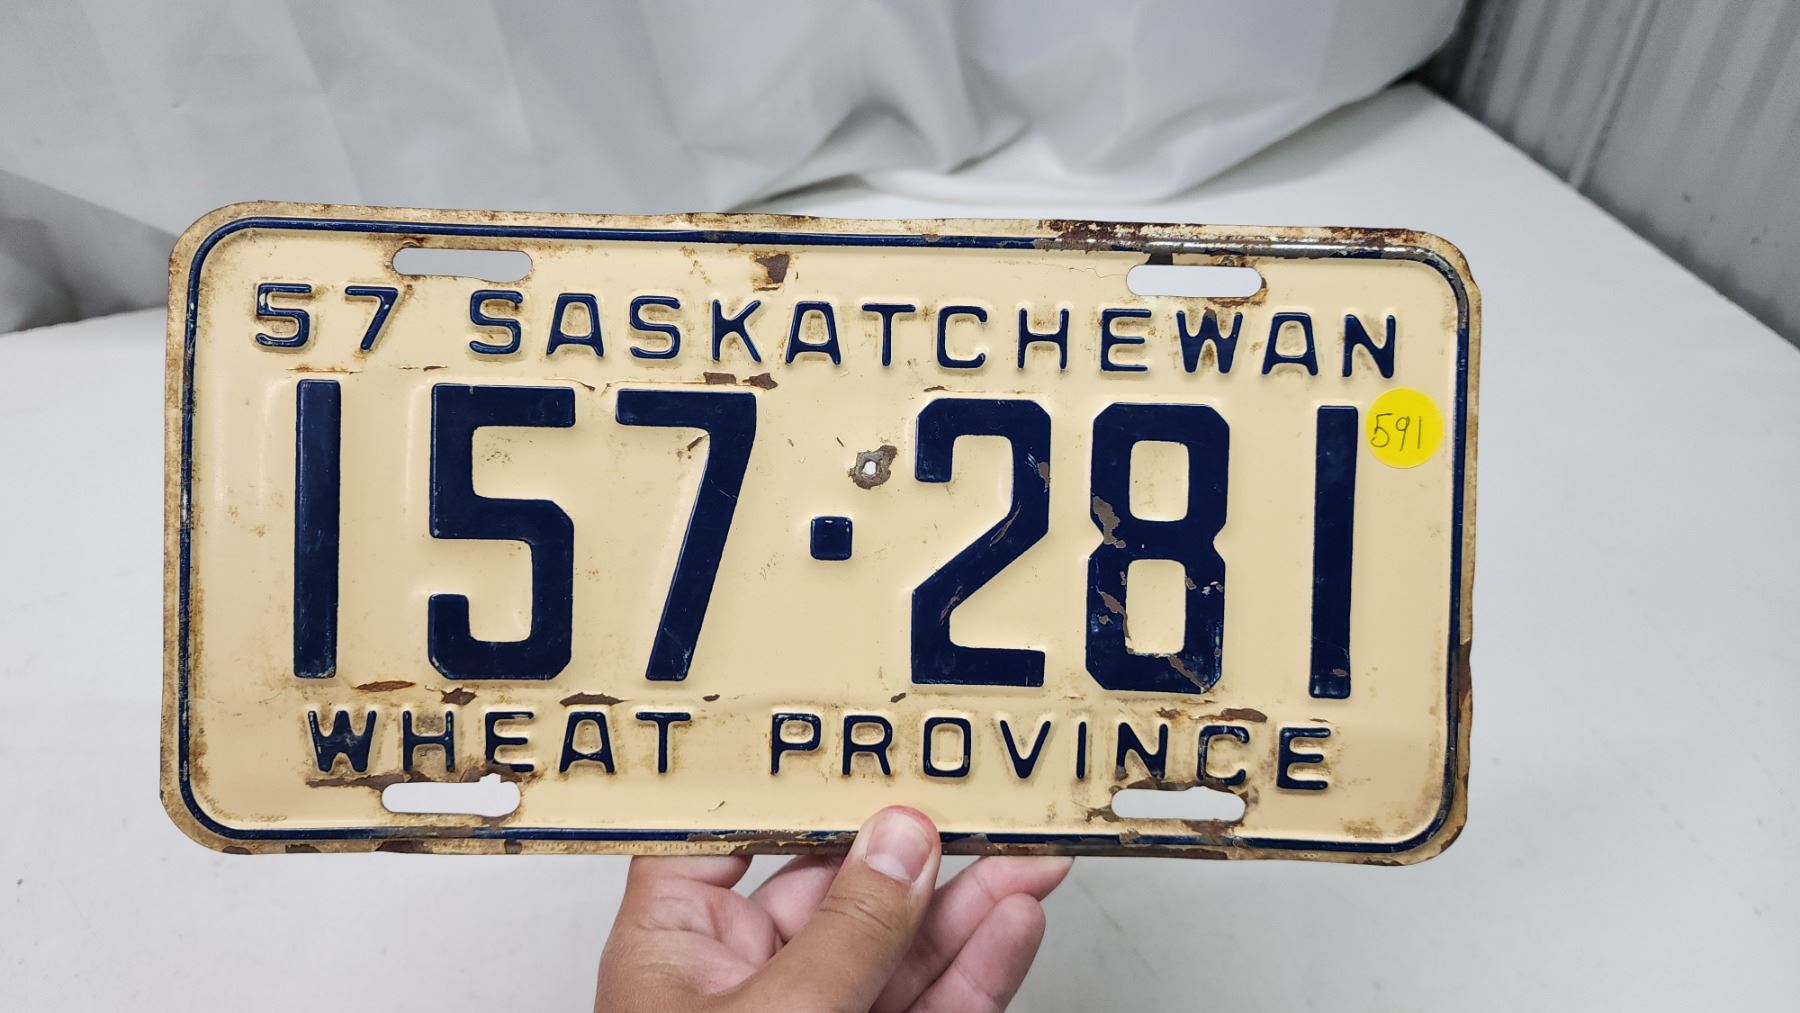 57 SASKATCHEWAN
157·281
591
WHEAT PROVINCE